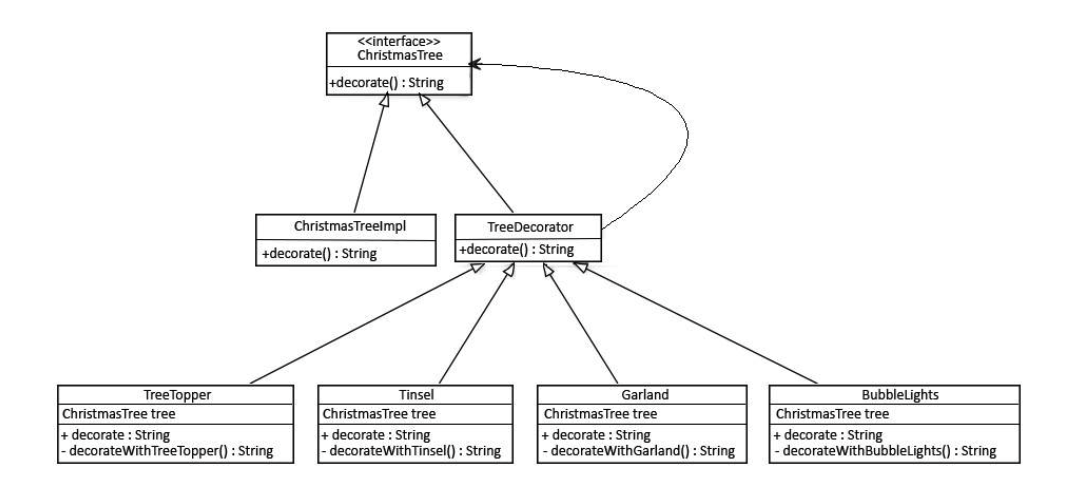 <<interface>>
ChristmasTree
+decorate() : String
ChristmasTreeImpl
+decorate() : String
TreeDecorator
+decorate() : String
TreeTopper
ChristmasTree tree
+ decorate : String
- decorateWithTreeTopper() : String
Tinsel
ChristmasTree tree
+ decorate : String
- decorateWithTinsel() : String
Garland
ChristmasTree tree
+ decorate : String
- decorateWithGarland() : String
BubbleLights
ChristmasTree tree
+ decorate : String
- decorateWithBubbleLights() : String